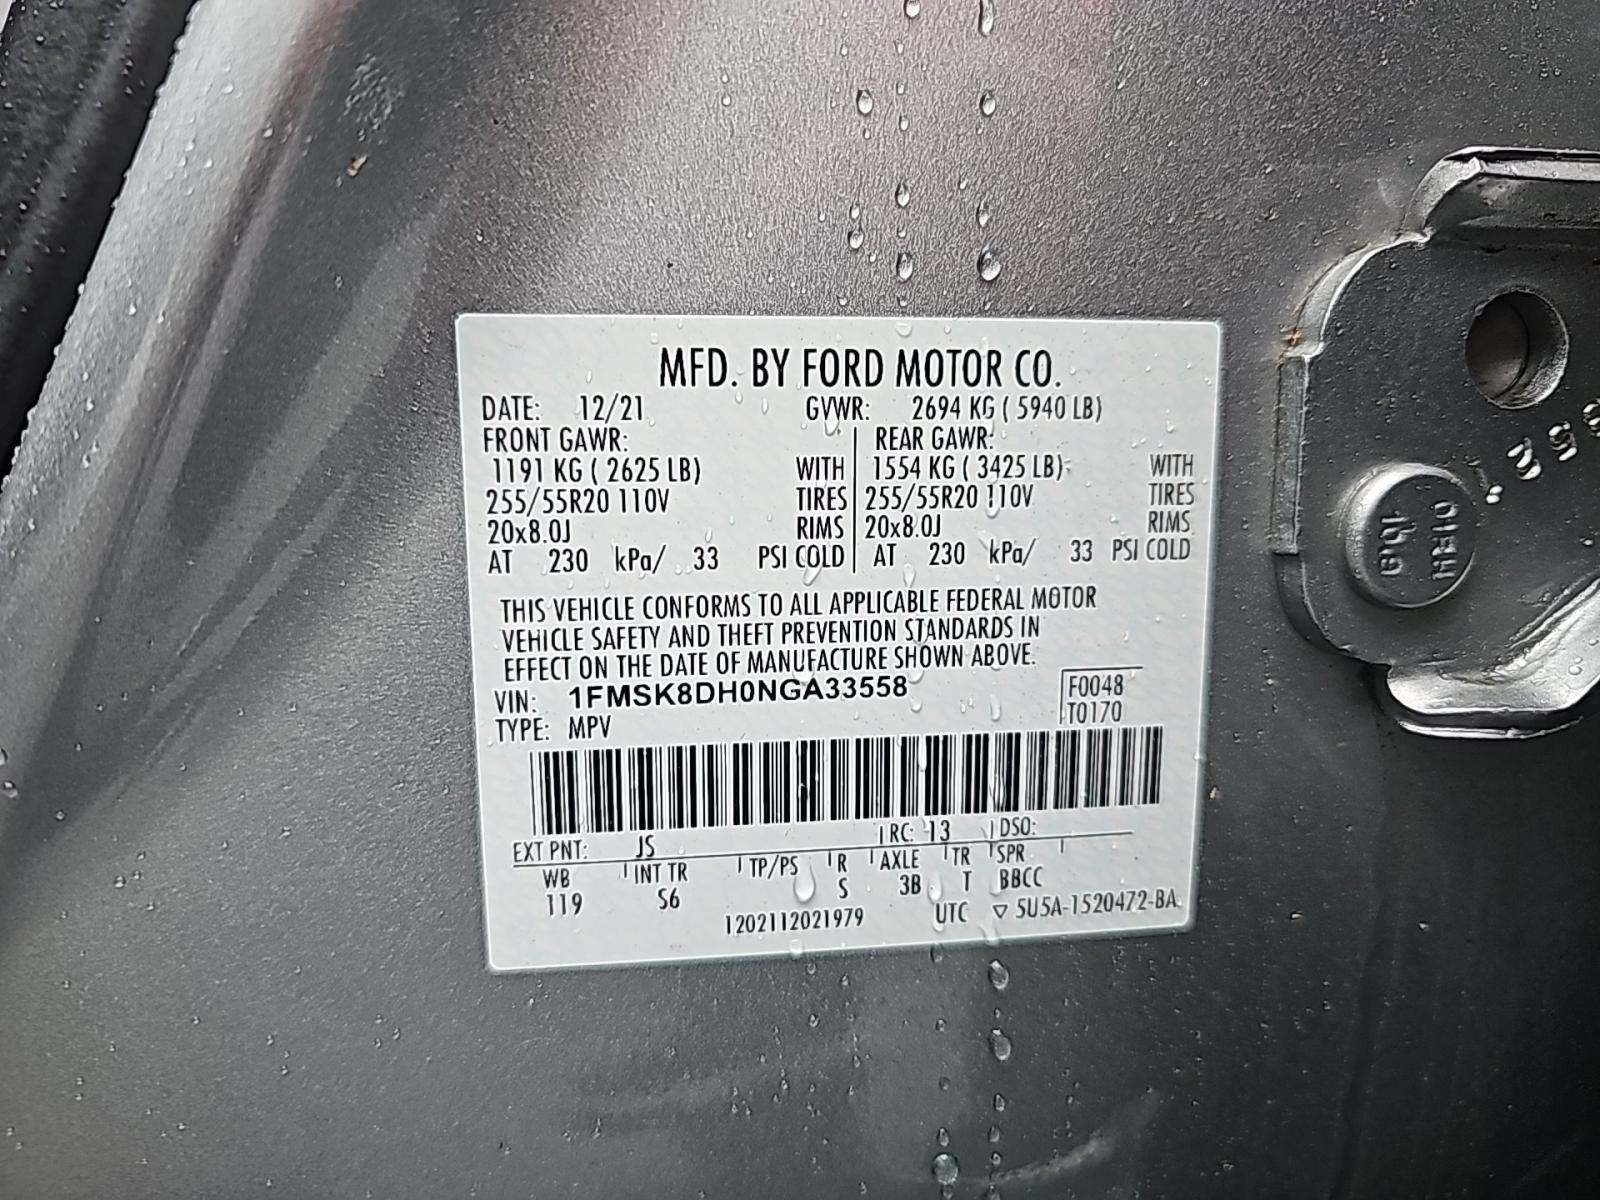 MFD. BY FORD MOTOR CO.
DATE: 12/21 GVWR: 2694 KG ( 5940 LB)
FRONT GAWR: REAR GAWR:
1191 KG ( 2625 LB) WITH 1554 KG ( 3425 LB) WITH
255/55R20 110V TIRES 255/55R20 110V TIRES
20x8.0J RIMS 20x8.0J RIMS
AT 230 kPa/ 33 PSI COLD AT 230 kPa/ 33 PSI COLD
THIS VEHICLE CONFORMS TO ALL APPLICABLE FEDERAL MOTOR
VEHICLE SAFETY AND THEFT PREVENTION STANDARDS IN
EFFECT ON THE DATE OF MANUFACTURE SHOWN ABOVE.
VIN: 1FMSK8DH0NGA33558 F0048
TYPE: MPV T0170
EXT PNT: JS RC: 13 DSO:
WB INT TR TP/PS R AXLE TR SPR
119 S6 S 3B T BBCC
1202112021979 UTC ▽ 5U5A-1520472-BA